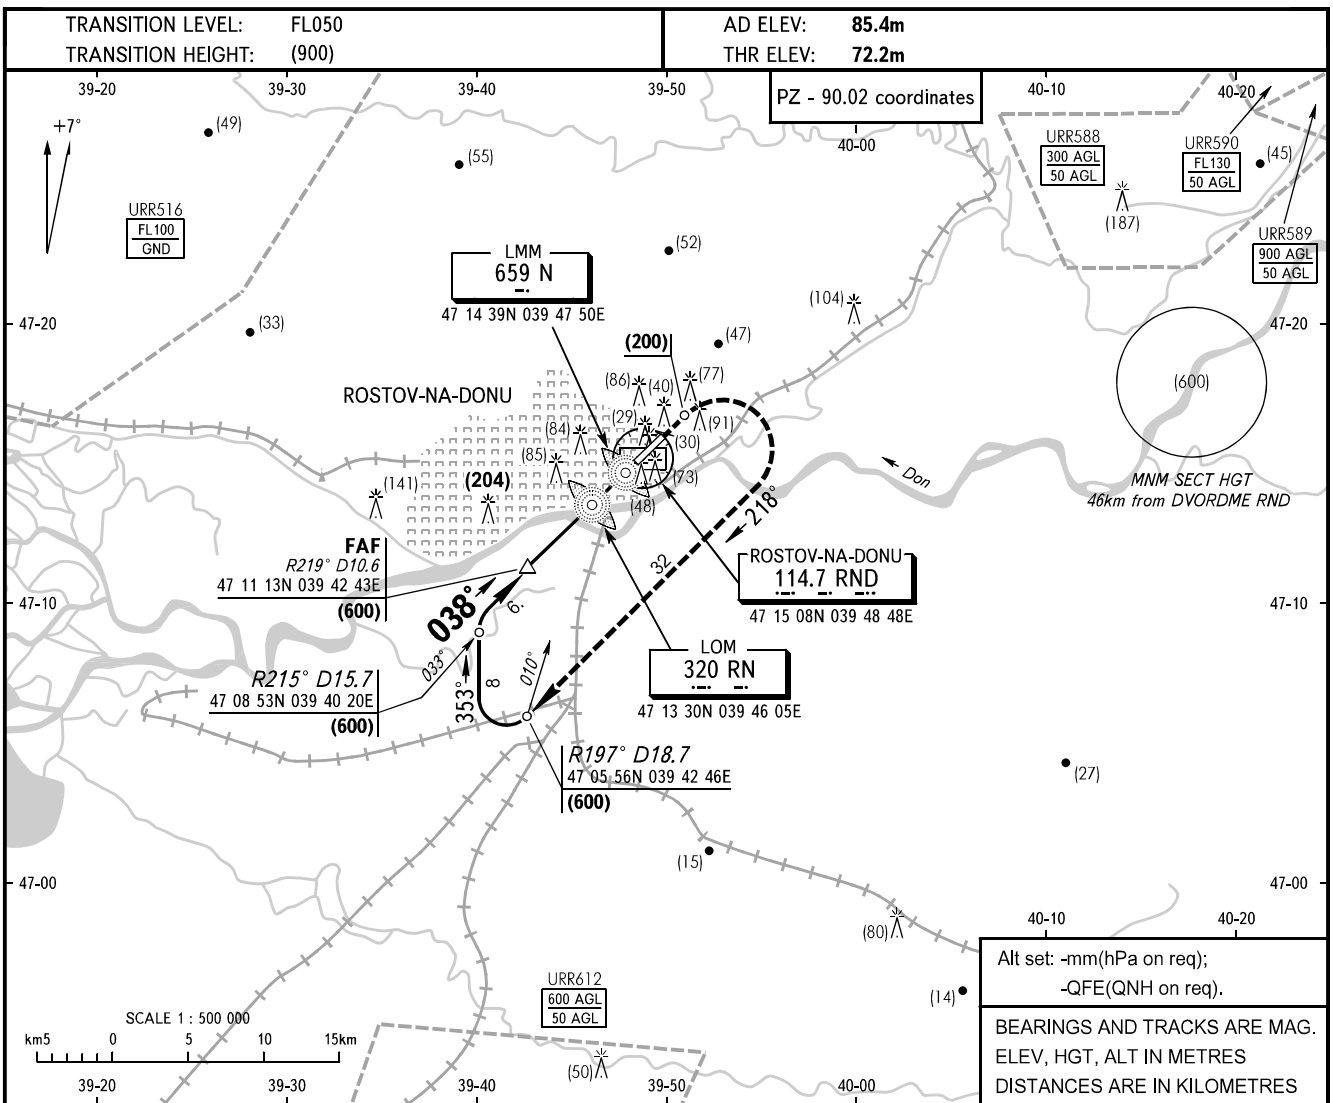 TRANSITION LEVEL: FL050
TRANSITION HEIGHT: (900)
AD ELEV: 85.4m
THR ELEV: 72.2m
39-20 39-30 39-40 39-50 40-10 40-20
PZ - 90.02 coordinates
40-00
+7°
(49)
(55)
URR588
300 AGL
50 AGL
URR590
FL130
50 AGL
(45)
(187)
URR516
FL100
GND
URR589
900 AGL
50 AGL
LMM
659 N
47 14 39N 039 47 50E
(52)
(104)
47-20
(33)
(47)
(200)
47-20
(600)
MNM SECT HGT
46km from DVORDME RND
ROSTOV-NA-DONU
(86)
(40)
(77)
(29)
(91)
(84)
(30)
(85)
(73)
(141)
(204)
(48)
Don
218°
32
FAF
R219° D10.6
47 11 13N 039 42 43E
(600)
ROSTOV-NA-DONU
114.7 RND
47 15 08N 039 48 48E
47-10
47-10
038°
6.
LOM
320 RN
47 13 30N 039 46 05E
R215° D15.7
47 08 53N 039 40 20E
(600)
033°
353°
8
010°
R197° D18.7
47 05 56N 039 42 46E
(600)
(27)
(15)
47-00
47-00
(80)
40-10 40-20
(14)
URR612
600 AGL
50 AGL
(50)
SCALE 1 : 500 000
km5 0 5 10 15km
39-20 39-30 39-40 39-50 40-00
Alt set: -mm(hPa on req);
-QFE(QNH on req).
BEARINGS AND TRACKS ARE MAG.
ELEV, HGT, ALT IN METRES
DISTANCES ARE IN KILOMETRES